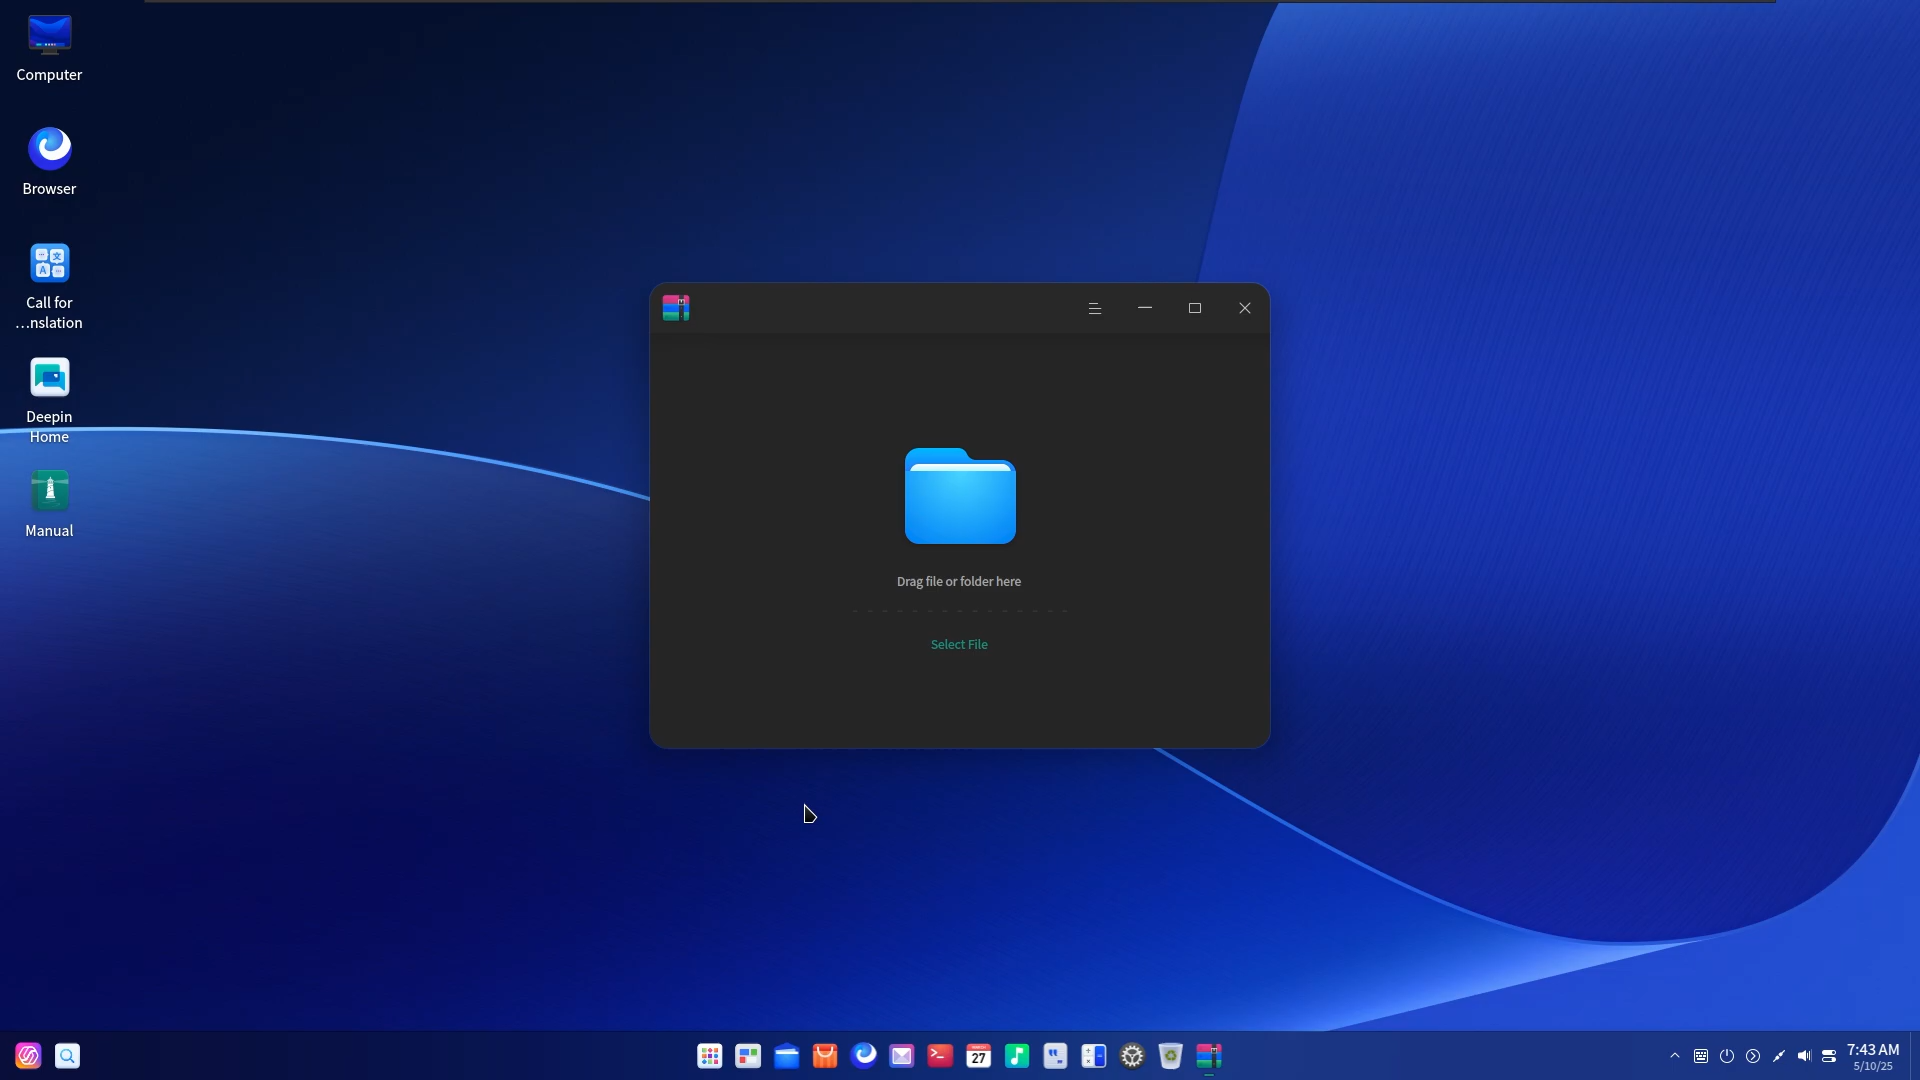 Computer
Browser
Call for
...nslation
Deepin
Home
Manual
Drag file or folder here
Select File
27
7:43 AM
5/10/25